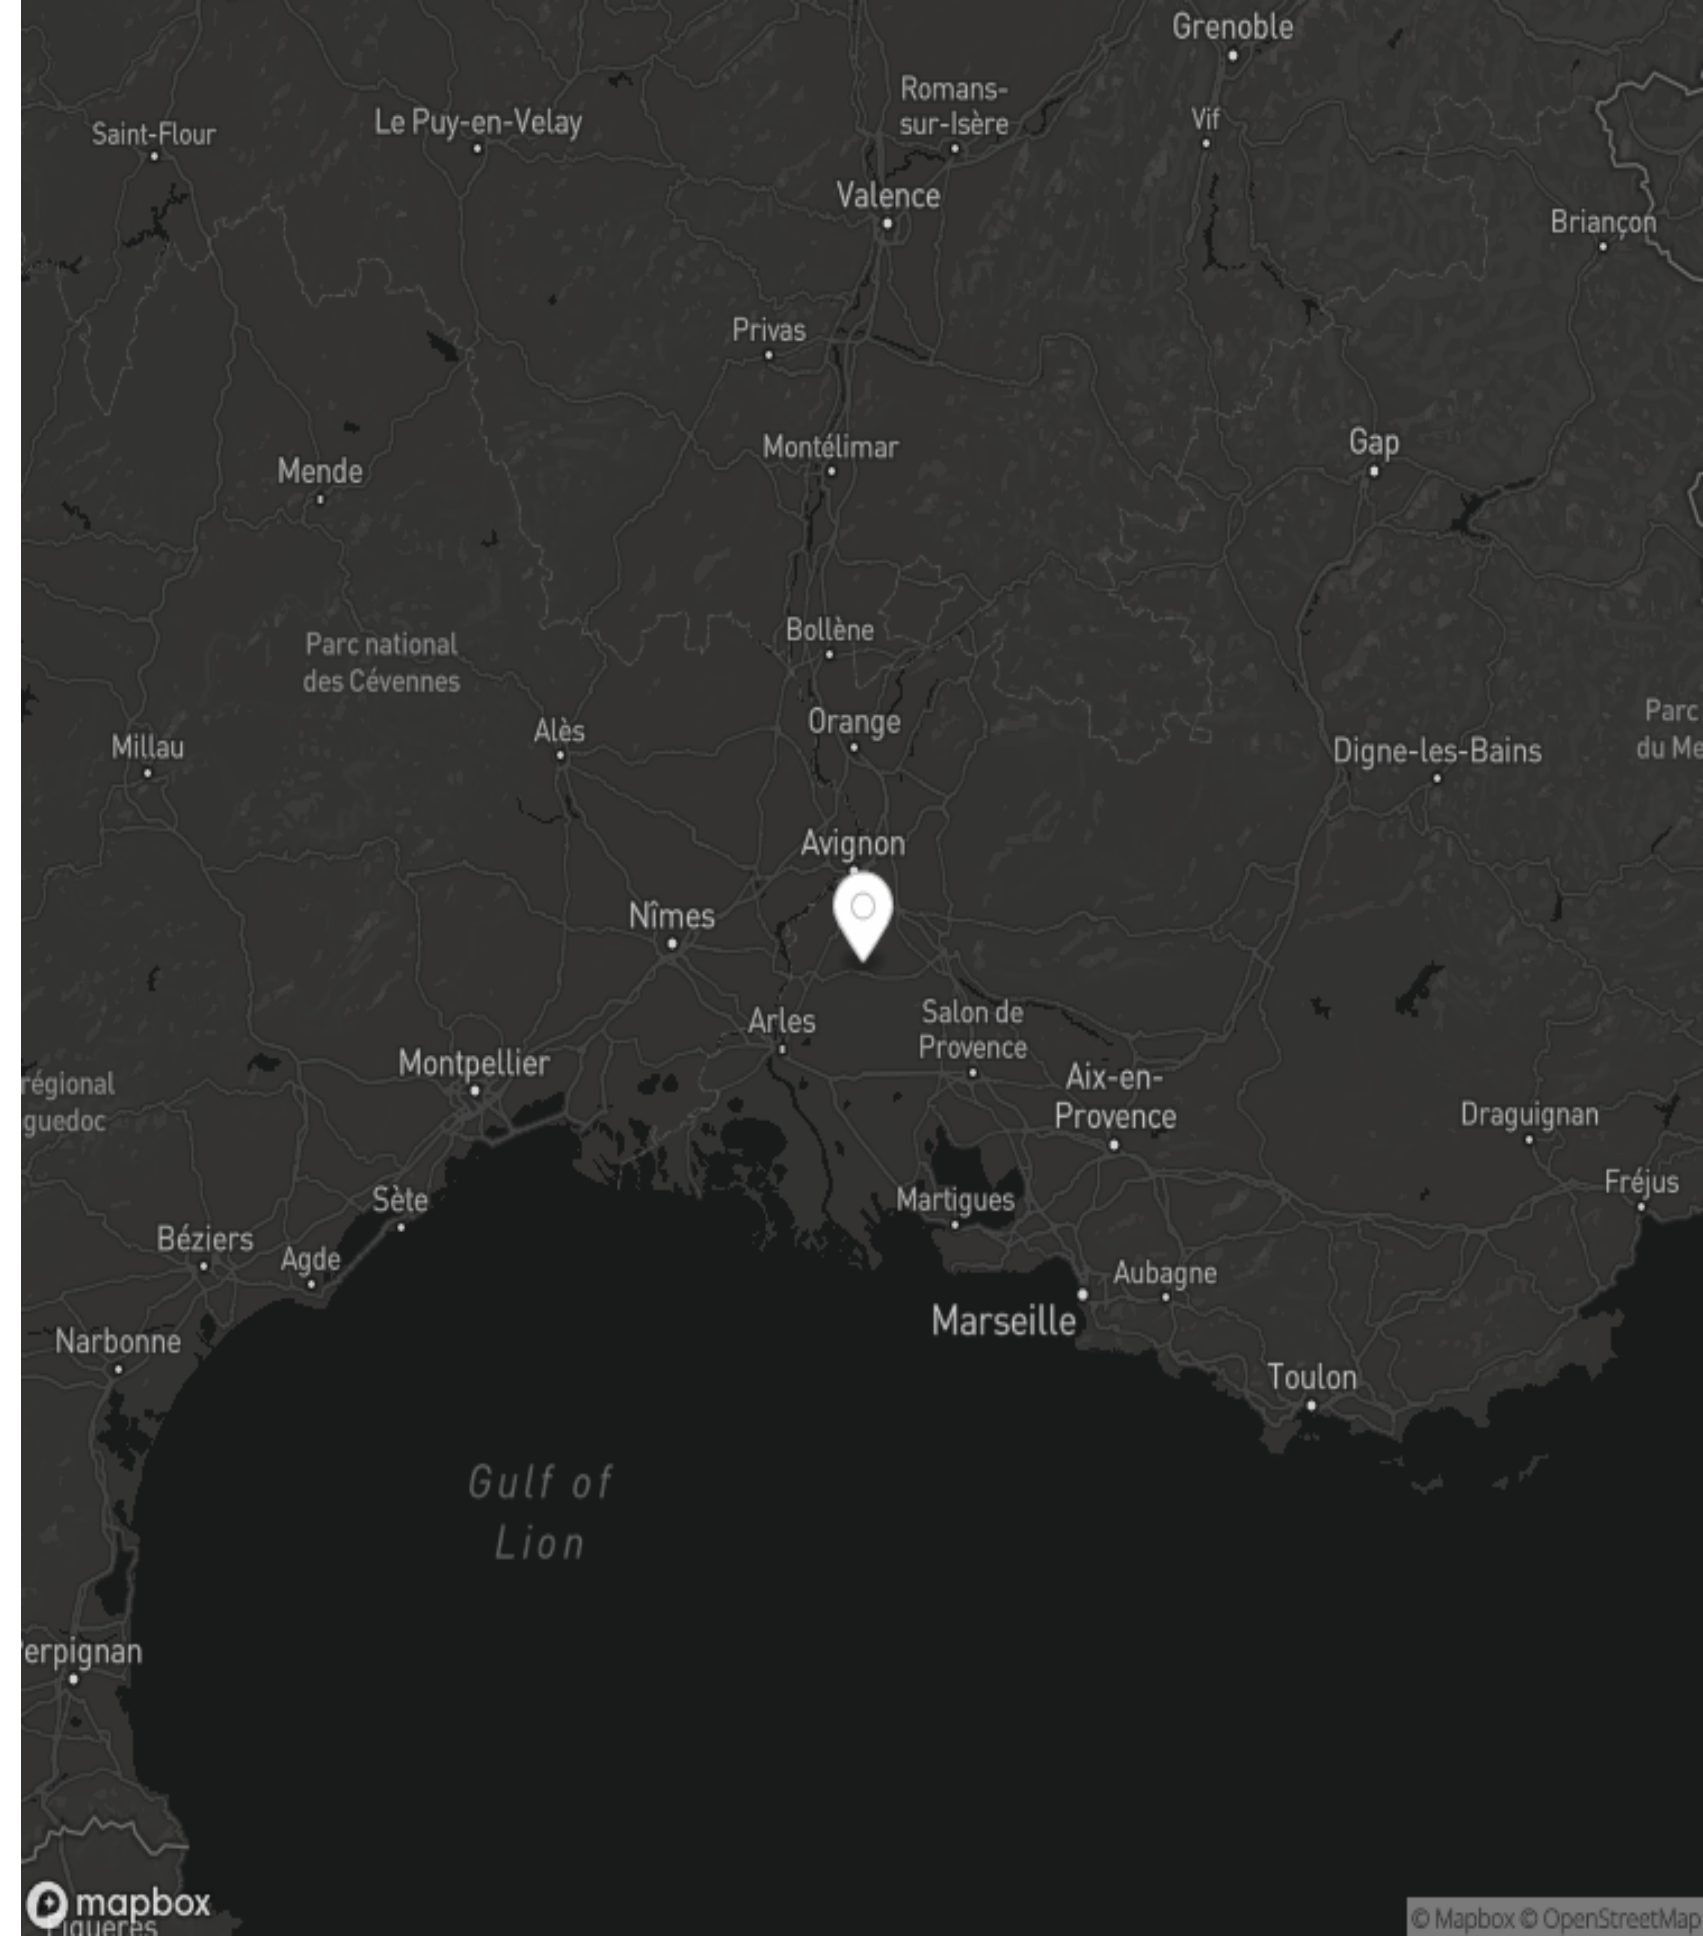 Grenoble
Romans-
sur-Isère
Vif
Le Puy-en-Velay
Saint-Flour
Valence
Briançon
Privas
Montélimar
Gap
Mende
Bollène
Parc national
des Cévennes
Orange
Parc
du Me
Alès
Millau
Digne-les-Bains
Avignon
Nîmes
Salon de
Provence
Arles
Montpellier
Aix-en-
Provence
régional
guedoc
Draguignan
Fréjus
Sète
Martigues
Béziers
Agde
Aubagne
Marseille
Narbonne
Toulon
Gulf of
Lion
erpignan
mapbox
Figueres
© Mapbox © OpenStreetMap